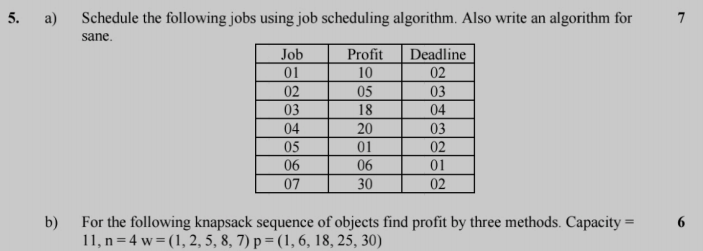 5. a) Schedule the following jobs using job scheduling algorithm. Also write an algorithm for 7
sane.
Job Profit Deadline
01 10 02
02 05 03
03 18 04
04 20 03
05 01 02
06 06 01
07 30 02
b) For the following knapsack sequence of objects find profit by three methods. Capacity = 6
11, n = 4 w = (1, 2, 5, 8, 7) p = (1, 6, 18, 25, 30)